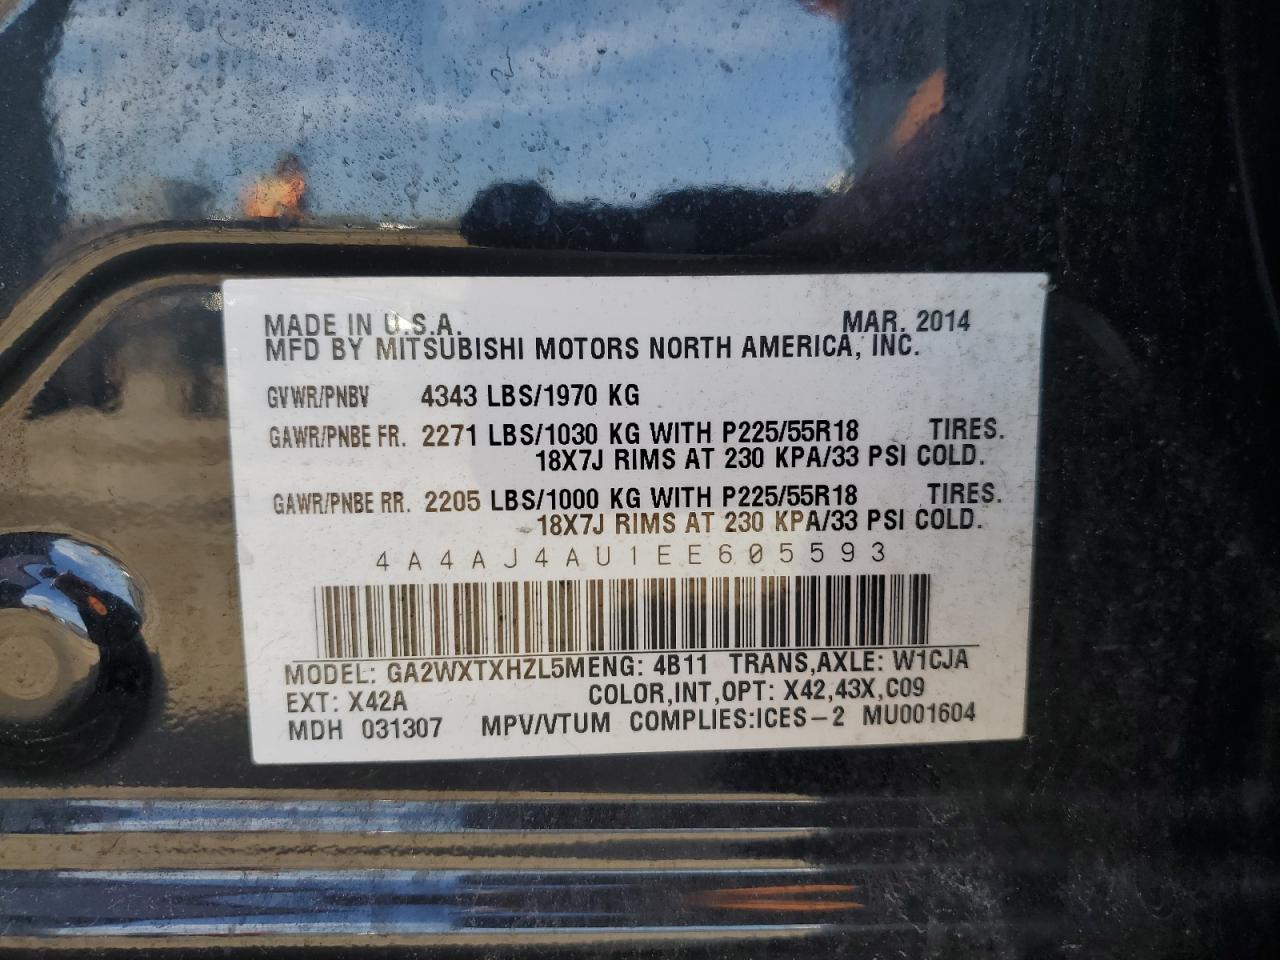 MADE IN U.S.A. MAR. 2014
MFD BY MITSUBISHI MOTORS NORTH AMERICA, INC.
GVWR/PNBV 4343 LBS/1970 KG
GAWR/PNBE FR. 2271 LBS/1030 KG WITH P225/55R18 TIRES.
18X7J RIMS AT 230 KPA/33 PSI COLD.
GAWR/PNBE RR. 2205 LBS/1000 KG WITH P225/55R18 TIRES.
18X7J RIMS AT 230 KPA/33 PSI COLD.
4A4AJ4AU1EE605593
MODEL: GA2WXTXHZL5M ENG: 4B11 TRANS,AXLE: W1CJA
EXT: X42A COLOR,INT,OPT: X42,43X,C09
MDH 031307 MPV/VTUM COMPLIES:ICES-2 MU001604